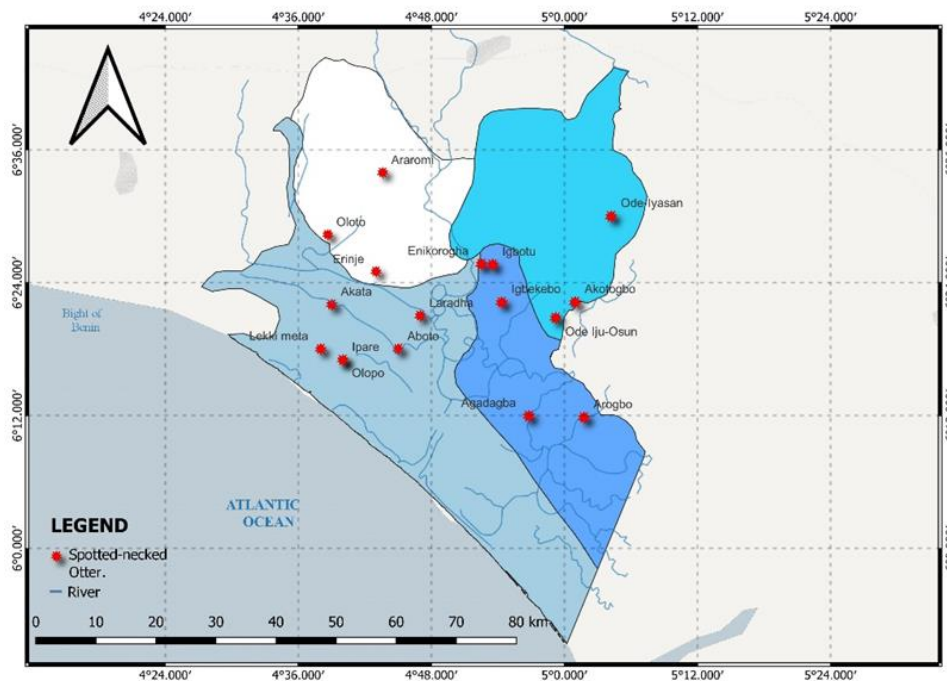 4°24.000' 4°36.000' 4°48.000' 5°0.000' 5°12.000' 5°24.000'
6°36.000'
6°24.000'
6°12.000'
6°0.000'
Araromi
Ode-Iyasan
Oloto
Enikorogha Igbotu
Erinje
Akata
Laradha
Igbekebo
Akotogbo
Bight of
Benin
Lekki meta
Ipare
Aboto
Ode Iju-Osun
Olopo
Agadagba
Arogbo
ATLANTIC
OCEAN
LEGEND
Spotted-necked
Otter.
River
0 10 20 30 40 50 60 70 80 km
4°24.000' 4°36.000' 4°48.000' 5°0.000' 5°12.000' 5°24.000'